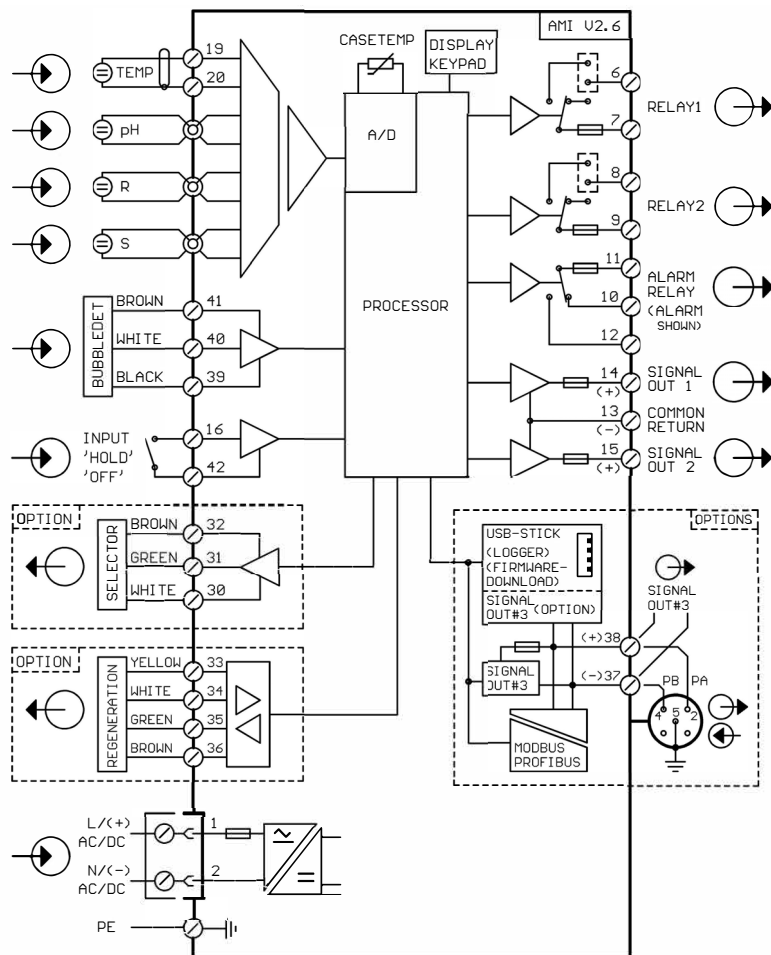 AMI V2.6
CASETEMP
DISPLAY
KEYPAD
19
TEMP
20
pH
R
S
A/D
PROCESSOR
6
RELAY1
7
8
RELAY2
9
11
ALARM
RELAY
10
(ALARM
SHOWN)
12
14
SIGNAL
OUT 1
(+)
13
COMMON
RETURN
(-)
15
SIGNAL
OUT 2
(+)
BUBBLEDET
BROWN
41
WHITE
40
BLACK
39
INPUT
'HOLD'
'OFF'
16
42
OPTION
SELECTOR
BROWN
32
GREEN
31
WHITE
30
OPTION
REGENERATION
YELLOW
33
WHITE
34
GREEN
35
BROWN
36
OPTIONS
USB-STICK
(LOGGER)
(FIRMWARE-
DOWNLOAD)
SIGNAL
OUT#3 (OPTION)
SIGNAL
OUT#3
(+)38
SIGNAL
OUT#3
(-)37
PB PA
4 5 2
MODBUS
PROFIBUS
L/(+)
AC/DC
1
N/(-)
AC/DC
2
PE